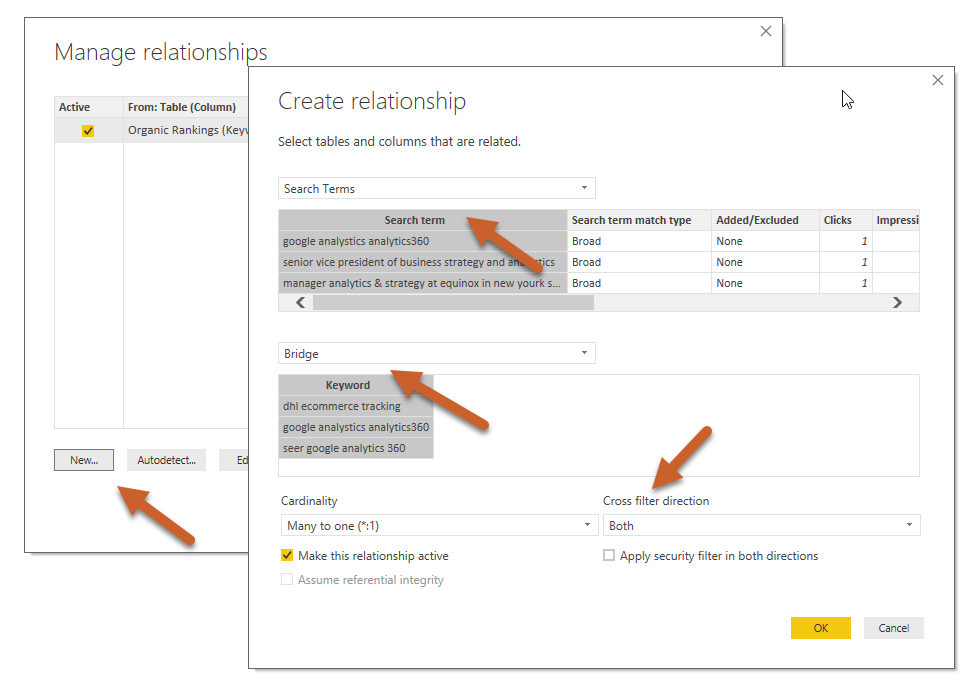 Manage relationships
Active From: Table (Column)
Organic Rankings (Keyw
New... Autodetect... Ed
Create relationship
Select tables and columns that are related.
Search Terms
Search term Search term match type Added/Excluded Clicks Impressi
google analystics analytics360 Broad None 1
senior vice president of business strategy and analytics Broad None 1
manager analytics & strategy at equinox in new yourk s... Broad None 1
Bridge
Keyword
dhl ecommerce tracking
google analystics analytics360
seer google analytics 360
Cardinality Cross filter direction
Many to one (*:1) Both
Make this relationship active Apply security filter in both directions
Assume referential integrity
OK Cancel